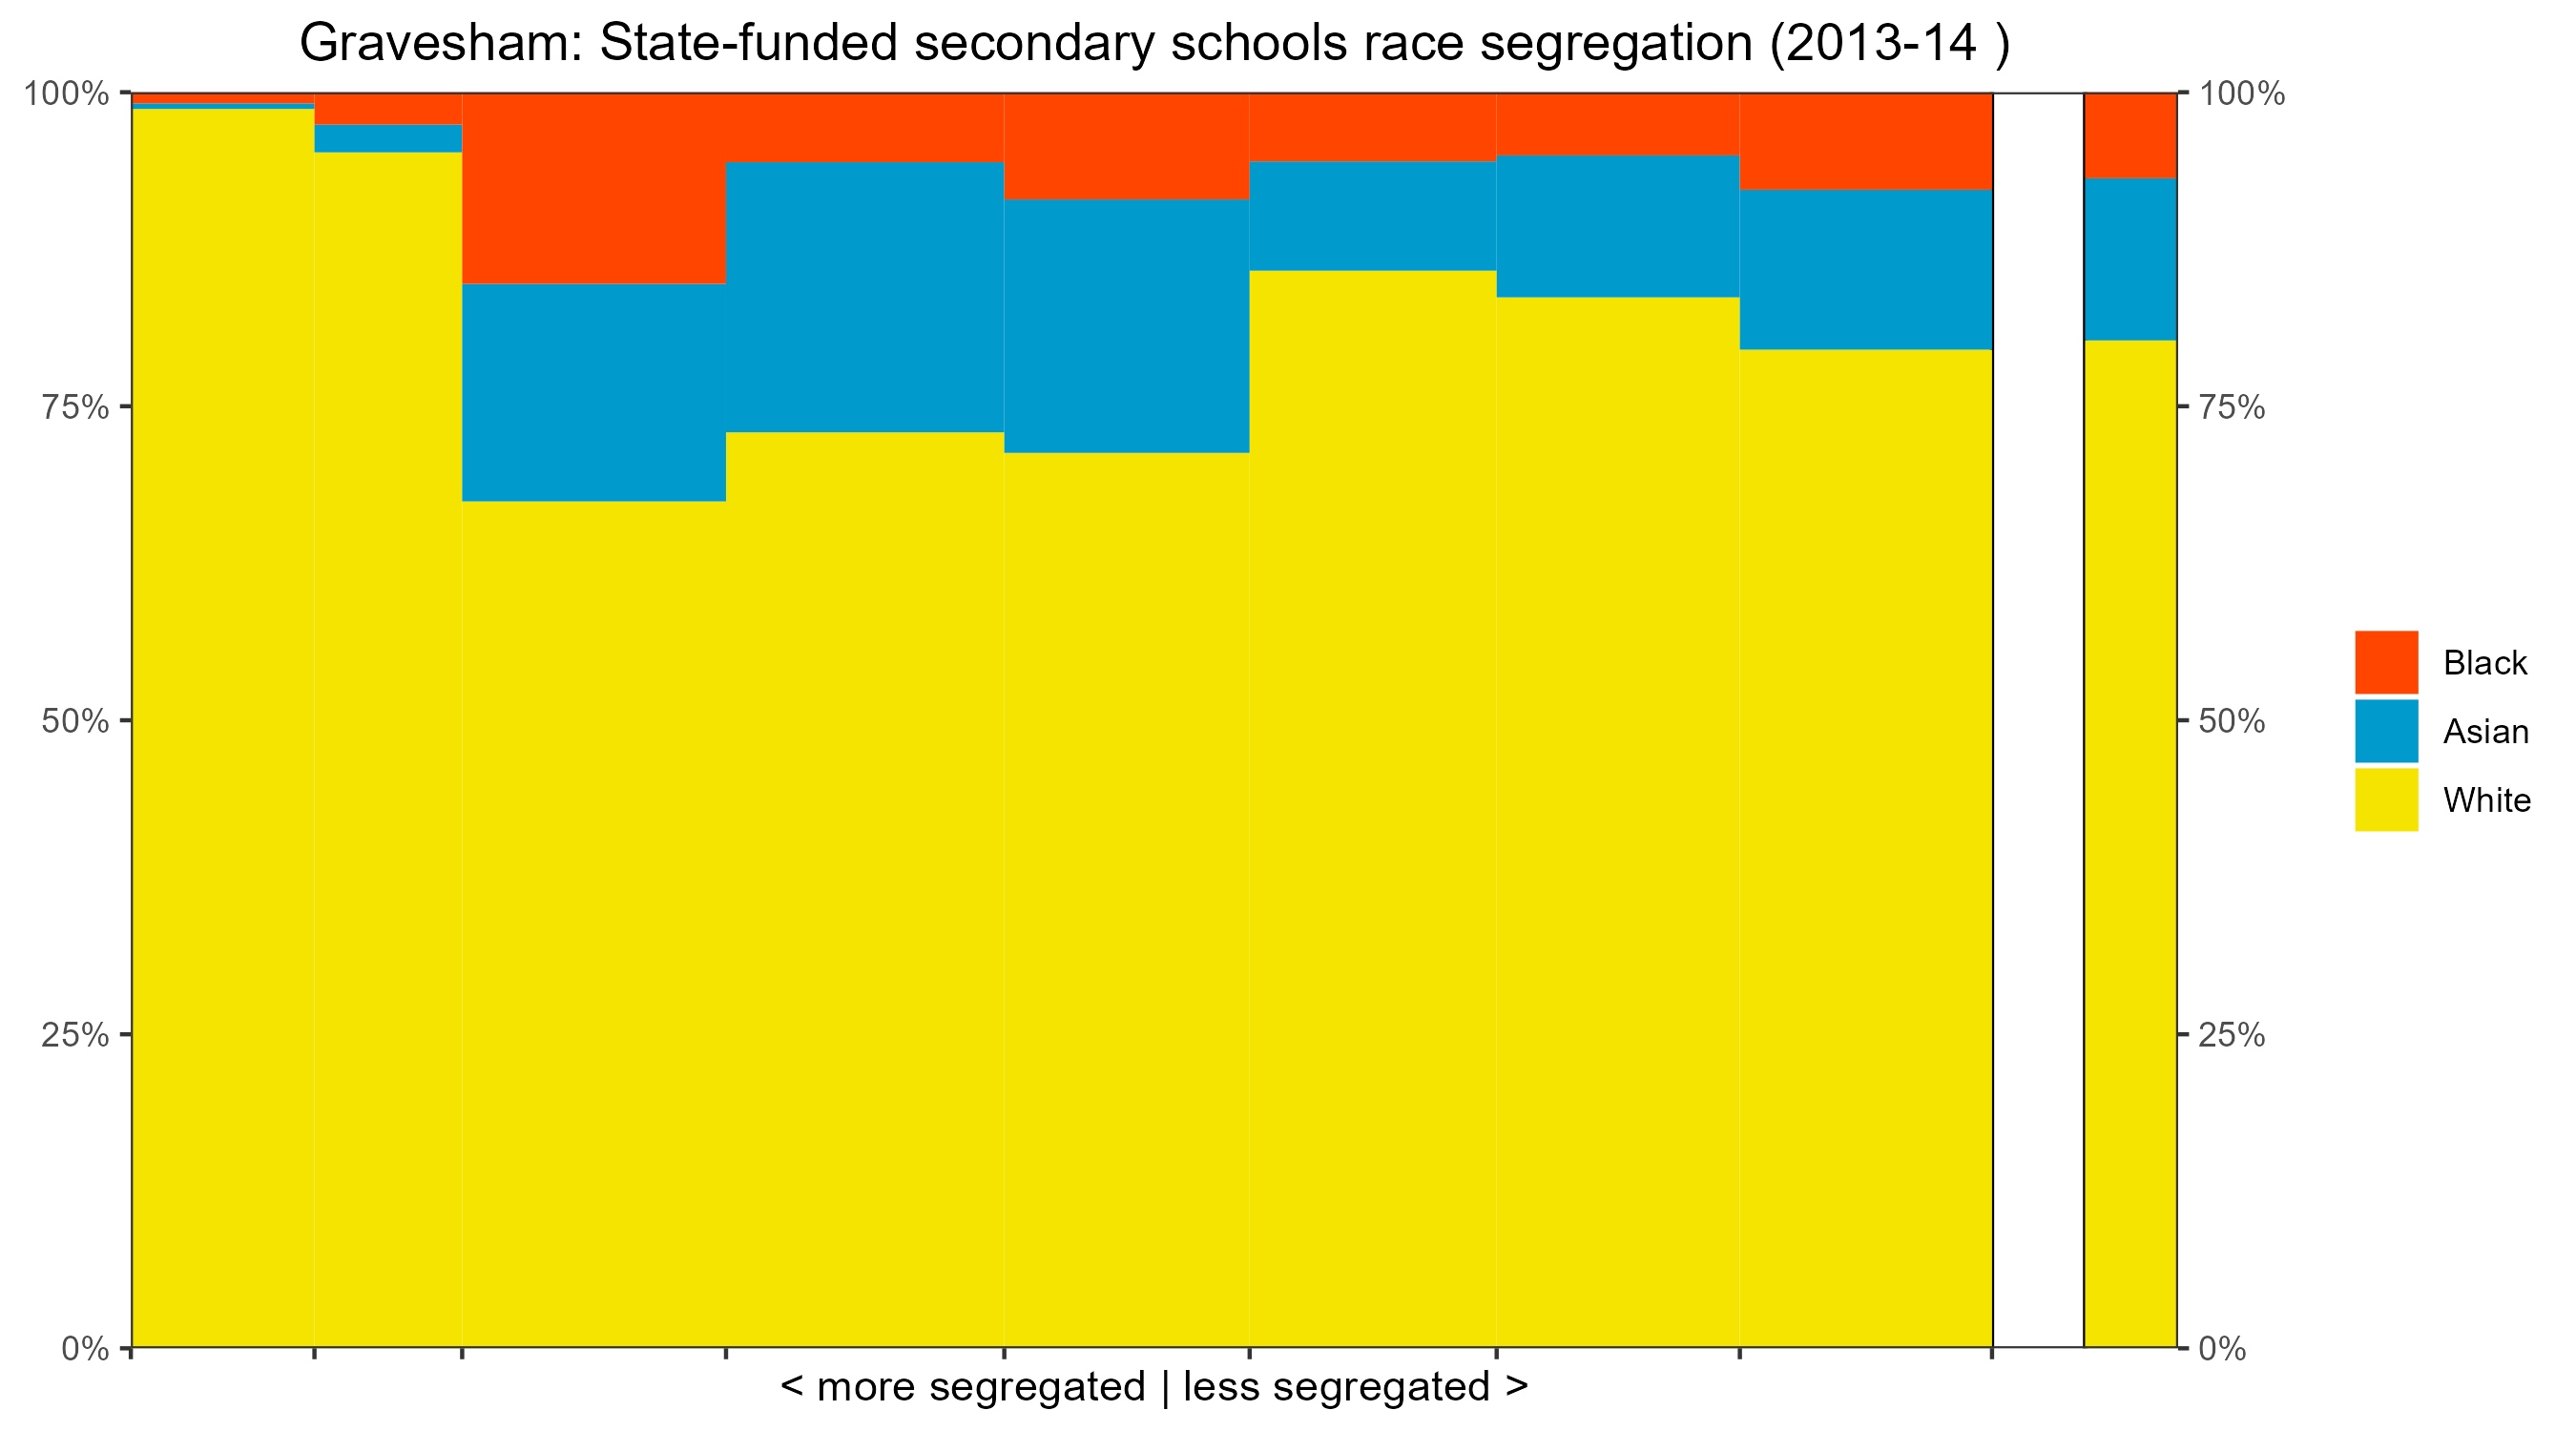 Gravesham: State-funded secondary schools race segregation (2013-14 )
100%
75%
50%
25%
0%
100%
75%
50%
25%
0%
Black
Asian
White
< more segregated | less segregated >